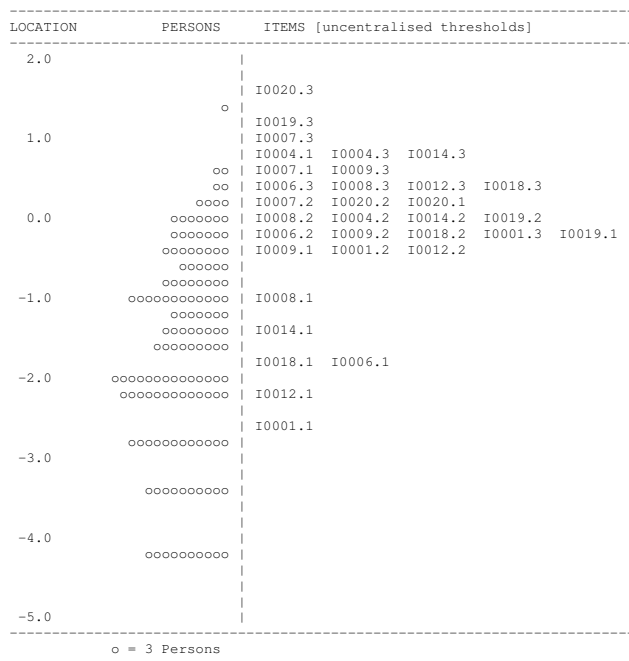 LOCATION PERSONS ITEMS [uncentralised thresholds]
2.0 |
|
| I0020.3
o |
| I0019.3
1.0 | I0007.3
| I0004.1 I0004.3 I0014.3
oo | I0007.1 I0009.3
oo | I0006.3 I0008.3 I0012.3 I0018.3
oooo | I0007.2 I0020.2 I0020.1
0.0 ooooooo | I0008.2 I0004.2 I0014.2 I0019.2
ooooooo | I0006.2 I0009.2 I0018.2 I0001.3 I0019.1
oooooooo | I0009.1 I0001.2 I0012.2
oooooo |
oooooooo |
-1.0 oooooooooooo | I0008.1
ooooooo |
oooooooo | I0014.1
ooooooooo |
| I0018.1 I0006.1
-2.0 oooooooooooooo |
ooooooooooooo | I0012.1
|
| I0001.1
oooooooooooo |
-3.0 |
|
oooooooooo |
|
|
-4.0 |
oooooooooo |
|
|
|
-5.0 |
o = 3 Persons